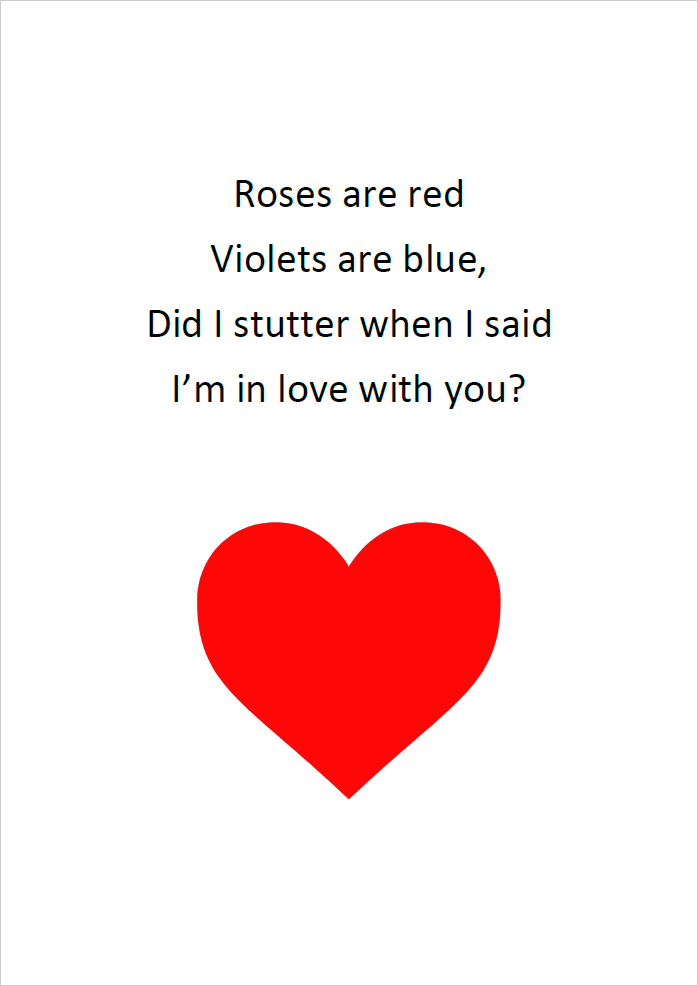 Roses are red
Violets are blue,
Did I stutter when I said
I’m in love with you?